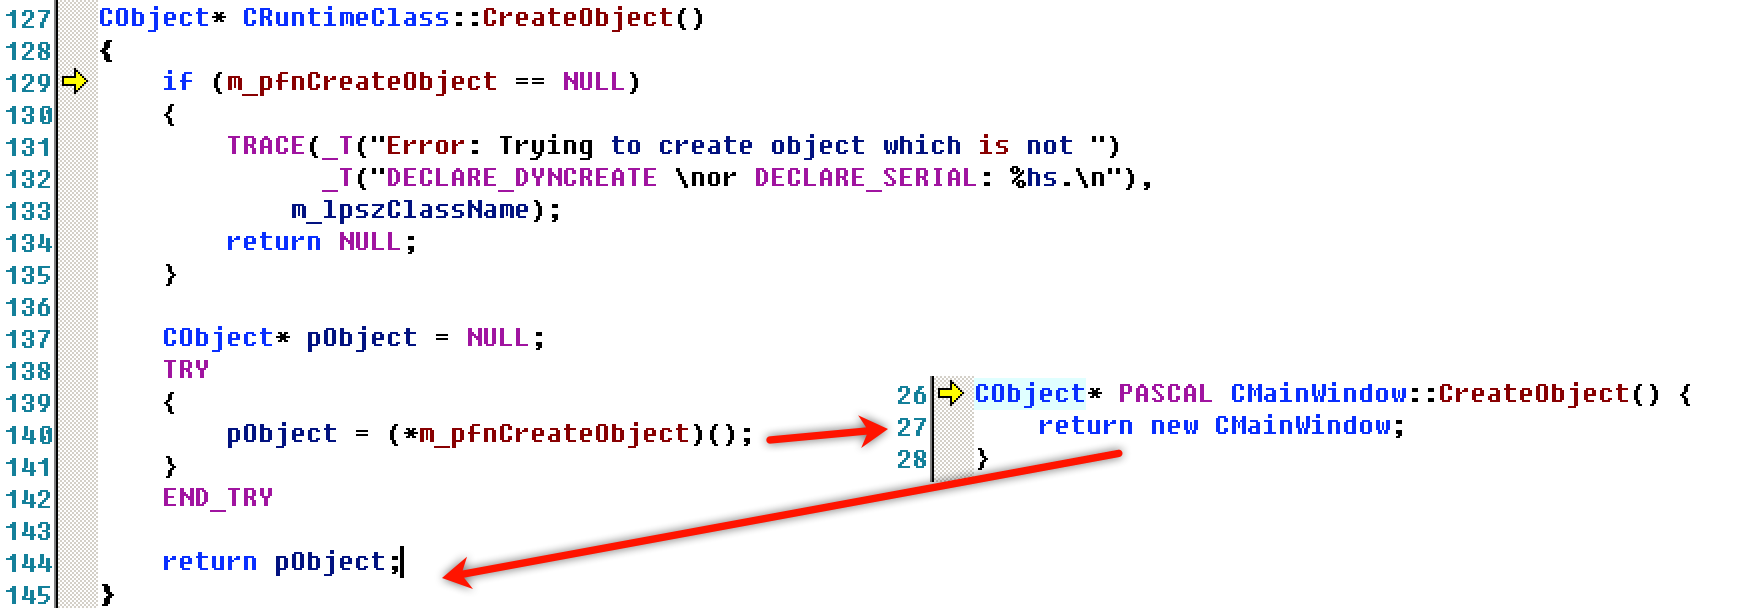 127 CObject* CRuntimeClass::CreateObject()
128 {
129 if (m_pfnCreateObject == NULL)
130 {
131 TRACE(_T("Error: Trying to create object which is not ")
132 _T("DECLARE_DYNCREATE \nor DECLARE_SERIAL: %hs.\n"),
133 m_lpszClassName);
134 return NULL;
135 }
136
137 CObject* pObject = NULL;
138 TRY
139 {
140 pObject = (*m_pfnCreateObject)();
141 }
142 END_TRY
143
144 return pObject;
145 }
26 CObject* PASCAL CMainWindow::CreateObject() {
27 return new CMainWindow;
28 }